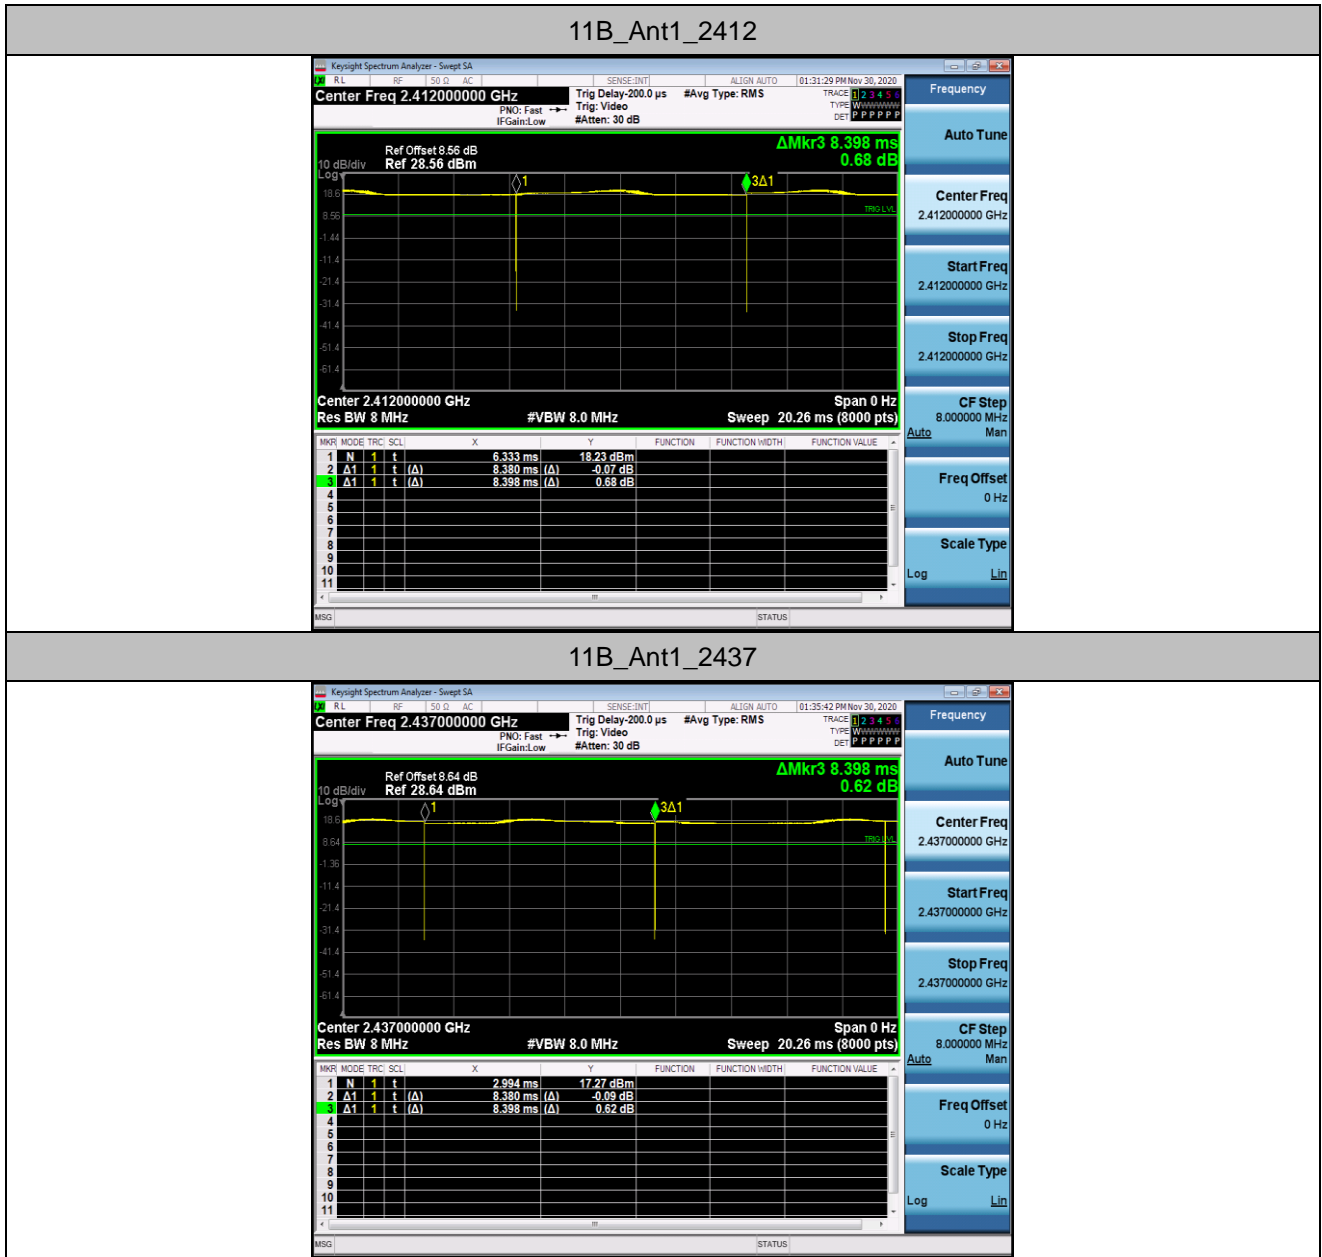 11B_Ant1_2412
Keysight Spectrum Analyzer - Swept SA
RL RF 50 Ω AC SENSE:INT ALIGN AUTO 01:31:29 PM Nov 30, 2020
Center Freq 2.412000000 GHz
PNO: Fast
IFGain:Low
Trig Delay-200.0 µs
Trig: Video
#Atten: 30 dB
#Avg Type: RMS
TRACE 1 2 3 4 5 6
TYPE W
DET P P P P P P
Frequency
ΔMkr3 8.398 ms
0.68 dB
Ref Offset 8.56 dB
10 dB/div Ref 28.56 dBm
Log
1
3Δ1
18.6
8.56
TRIG LVL
-1.44
-11.4
-21.4
-31.4
-41.4
-51.4
-61.4
Center 2.412000000 GHz Span 0 Hz
Res BW 8 MHz #VBW 8.0 MHz Sweep 20.26 ms (8000 pts)
MKR MODE TRC SCL X Y FUNCTION FUNCTION WIDTH FUNCTION VALUE
1 N 1 t 6.333 ms 18.23 dBm
2 Δ1 1 t (Δ) 8.380 ms (Δ) -0.07 dB
3 Δ1 1 t (Δ) 8.398 ms (Δ) 0.68 dB
4
5
6
7
8
9
10
11
MSG STATUS
Auto Tune
Center Freq
2.412000000 GHz
Start Freq
2.412000000 GHz
Stop Freq
2.412000000 GHz
CF Step
8.000000 MHz
Auto Man
Freq Offset
0 Hz
Scale Type
Log Lin
11B_Ant1_2437
Keysight Spectrum Analyzer - Swept SA
RL RF 50 Ω AC SENSE:INT ALIGN AUTO 01:35:42 PM Nov 30, 2020
Center Freq 2.437000000 GHz
PNO: Fast
IFGain:Low
Trig Delay-200.0 µs
Trig: Video
#Atten: 30 dB
#Avg Type: RMS
TRACE 1 2 3 4 5 6
TYPE W
DET P P P P P P
Frequency
ΔMkr3 8.398 ms
0.62 dB
Ref Offset 8.64 dB
10 dB/div Ref 28.64 dBm
Log
1
3Δ1
18.6
8.64
TRIG LVL
-1.36
-11.4
-21.4
-31.4
-41.4
-51.4
-61.4
Center 2.437000000 GHz Span 0 Hz
Res BW 8 MHz #VBW 8.0 MHz Sweep 20.26 ms (8000 pts)
MKR MODE TRC SCL X Y FUNCTION FUNCTION WIDTH FUNCTION VALUE
1 N 1 t 2.994 ms 17.27 dBm
2 Δ1 1 t (Δ) 8.380 ms (Δ) -0.09 dB
3 Δ1 1 t (Δ) 8.398 ms (Δ) 0.62 dB
4
5
6
7
8
9
10
11
MSG STATUS
Auto Tune
Center Freq
2.437000000 GHz
Start Freq
2.437000000 GHz
Stop Freq
2.437000000 GHz
CF Step
8.000000 MHz
Auto Man
Freq Offset
0 Hz
Scale Type
Log Lin